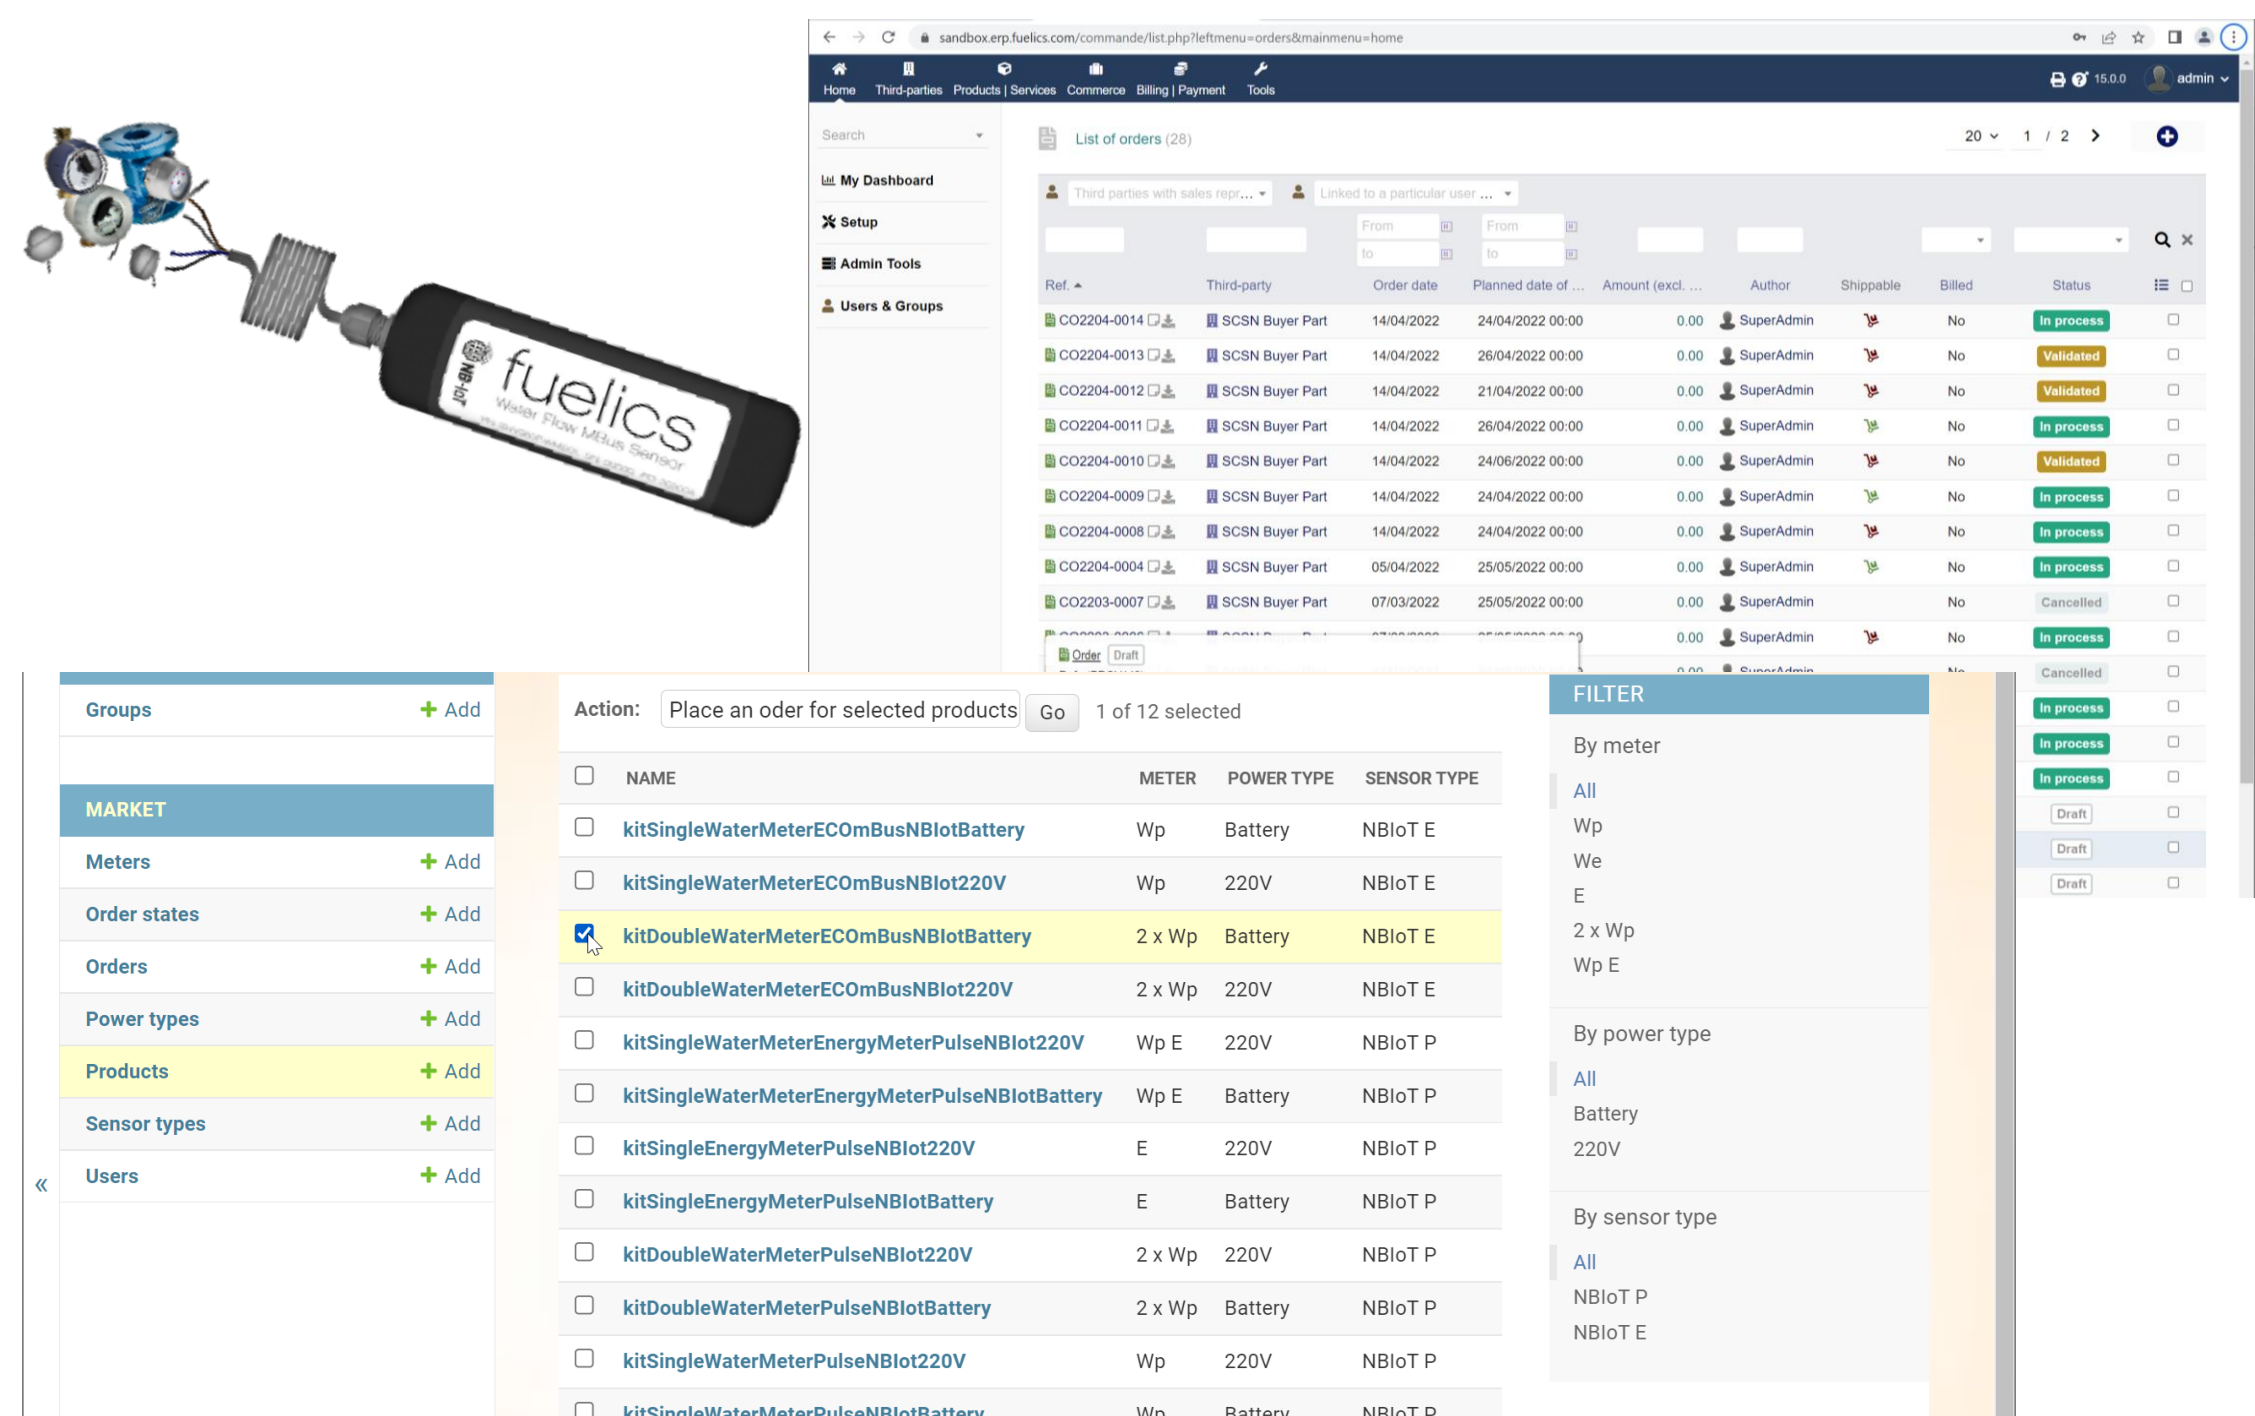 sandbox.erp.fuelics.com/commande/list.php?leftmenu=orders&mainmenu=home
Home Third-parties Products | Services Commerce Billing | Payment Tools 15.0.0 admin
Search
My Dashboard
Setup
Admin Tools
Users & Groups
List of orders (28) 20 1 / 2
Third parties with sales repr... Linked to a particular user ...
From From
to to
Ref. Third-party Order date Planned date of ... Amount (excl. ... Author Shippable Billed Status
CO2204-0014 SCSN Buyer Part 14/04/2022 24/04/2022 00:00 0.00 SuperAdmin No In process
CO2204-0013 SCSN Buyer Part 14/04/2022 26/04/2022 00:00 0.00 SuperAdmin No Validated
CO2204-0012 SCSN Buyer Part 14/04/2022 21/04/2022 00:00 0.00 SuperAdmin No Validated
CO2204-0011 SCSN Buyer Part 14/04/2022 26/04/2022 00:00 0.00 SuperAdmin No In process
CO2204-0010 SCSN Buyer Part 14/04/2022 24/06/2022 00:00 0.00 SuperAdmin No Validated
CO2204-0009 SCSN Buyer Part 14/04/2022 24/04/2022 00:00 0.00 SuperAdmin No In process
CO2204-0008 SCSN Buyer Part 14/04/2022 24/04/2022 00:00 0.00 SuperAdmin No In process
CO2204-0004 SCSN Buyer Part 05/04/2022 25/05/2022 00:00 0.00 SuperAdmin No In process
CO2203-0007 SCSN Buyer Part 07/03/2022 25/05/2022 00:00 0.00 SuperAdmin No Cancelled
0.00 SuperAdmin No In process
Order Draft
0.00 SuperAdmin No Cancelled
In process
In process
In process
Draft
Draft
Draft
NB-IoT
fuelics
Water Flow MBus Sensor
Groups Add
MARKET
Meters Add
Order states Add
Orders Add
Power types Add
Products Add
Sensor types Add
Users Add
«
Action: Place an oder for selected products Go 1 of 12 selected
NAME METER POWER TYPE SENSOR TYPE
kitSingleWaterMeterECOmBusNBIotBattery Wp Battery NBIoT E
kitSingleWaterMeterECOmBusNBIot220V Wp 220V NBIoT E
kitDoubleWaterMeterECOmBusNBIotBattery 2 x Wp Battery NBIoT E
kitDoubleWaterMeterECOmBusNBIot220V 2 x Wp 220V NBIoT E
kitSingleWaterMeterEnergyMeterPulseNBIot220V Wp E 220V NBIoT P
kitSingleWaterMeterEnergyMeterPulseNBIotBattery Wp E Battery NBIoT P
kitSingleEnergyMeterPulseNBIot220V E 220V NBIoT P
kitSingleEnergyMeterPulseNBIotBattery E Battery NBIoT P
kitDoubleWaterMeterPulseNBIot220V 2 x Wp 220V NBIoT P
kitDoubleWaterMeterPulseNBIotBattery 2 x Wp Battery NBIoT P
kitSingleWaterMeterPulseNBIot220V Wp 220V NBIoT P
kitSingleWaterMeterPulseNBIotBattery Wp Battery NBIoT P
FILTER
By meter
All
Wp
We
E
2 x Wp
Wp E
By power type
All
Battery
220V
By sensor type
All
NBIoT P
NBIoT E